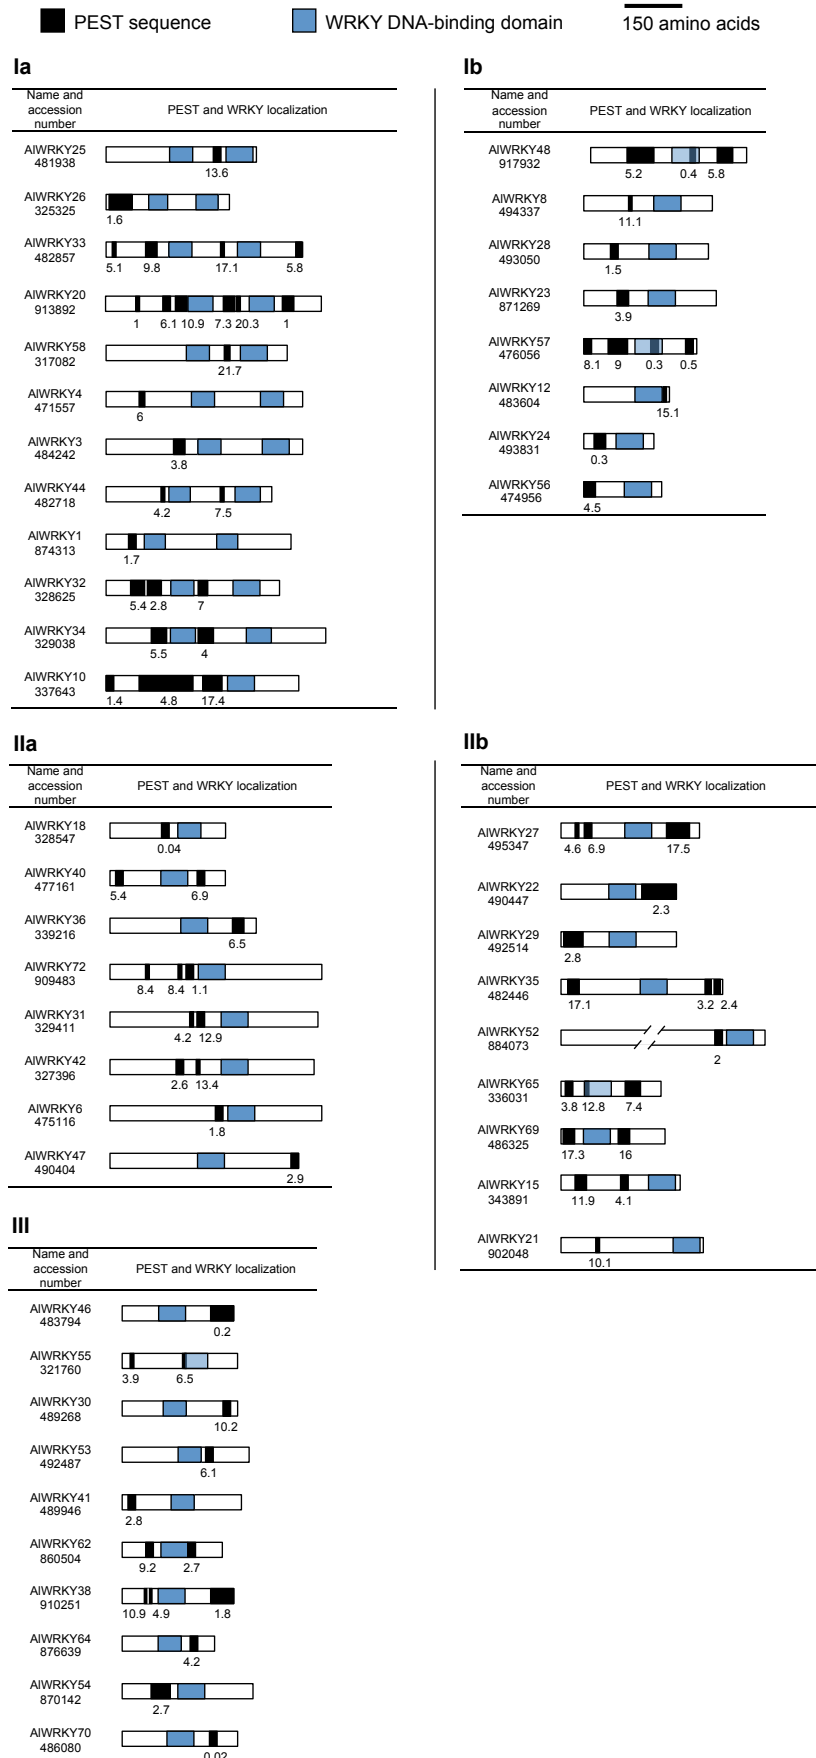 PEST sequence
WRKY DNA-binding domain
150 amino acids
Ia
Name and
accession
number
PEST and WRKY localization
AlWRKY25
481938
13.6
AlWRKY26
325325
1.6
AlWRKY33
482857
5.1 9.8 17.1 5.8
AlWRKY20
913892
1 6.1 10.9 7.3 20.3 1
AlWRKY58
317082
21.7
AlWRKY4
471557
6
AlWRKY3
484242
3.8
AlWRKY44
482718
4.2 7.5
AlWRKY1
874313
1.7
AlWRKY32
328625
5.4 2.8 7
AlWRKY34
329038
5.5 4
AlWRKY10
337643
1.4 4.8 17.4
Ib
Name and
accession
number
PEST and WRKY localization
AlWRKY48
917932
5.2 0.4 5.8
AlWRKY8
494337
11.1
AlWRKY28
493050
1.5
AlWRKY23
871269
3.9
AlWRKY57
476056
8.1 9 0.3 0.5
AlWRKY12
483604
15.1
AlWRKY24
493831
0.3
AlWRKY56
474956
4.5
IIa
Name and
accession
number
PEST and WRKY localization
AlWRKY18
328547
0.04
AlWRKY40
477161
5.4 6.9
AlWRKY36
339216
6.5
AlWRKY72
909483
8.4 8.4 1.1
AlWRKY31
329411
4.2 12.9
AlWRKY42
327396
2.6 13.4
AlWRKY6
475116
1.8
AlWRKY47
490404
2.9
IIb
Name and
accession
number
PEST and WRKY localization
AlWRKY27
495347
4.6 6.9 17.5
AlWRKY22
490447
2.3
AlWRKY29
492514
2.8
AlWRKY35
482446
17.1 3.2 2.4
AlWRKY52
884073
2
AlWRKY65
336031
3.8 12.8 7.4
AlWRKY69
486325
17.3 16
AlWRKY15
343891
11.9 4.1
AlWRKY21
902048
10.1
III
Name and
accession
number
PEST and WRKY localization
AlWRKY46
483794
0.2
AlWRKY55
321760
3.9 6.5
AlWRKY30
489268
10.2
AlWRKY53
492487
6.1
AlWRKY41
489946
2.8
AlWRKY62
860504
9.2 2.7
AlWRKY38
910251
10.9 4.9 1.8
AlWRKY64
876639
4.2
AlWRKY54
870142
2.7
AlWRKY70
486080
0.02